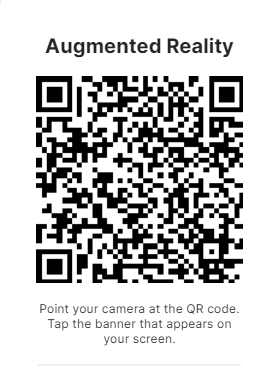 Augmented Reality
Point your camera at the QR code.
Tap the banner that appears on
your screen.